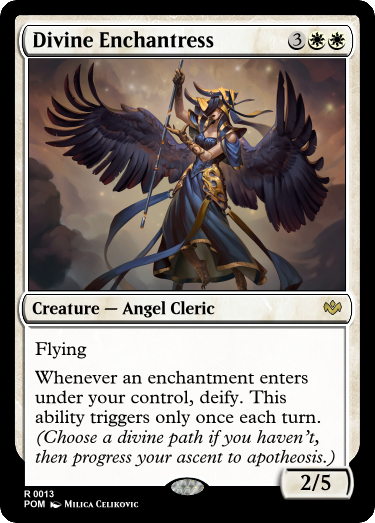 Divine Enchantress 3
Creature — Angel Cleric
Flying
Whenever an enchantment enters
under your control, deify. This
ability triggers only once each turn.
(Choose a divine path if you haven't,
then progress your ascent to apotheosis.)
2/5
R 0013
POM Milica Celikovic